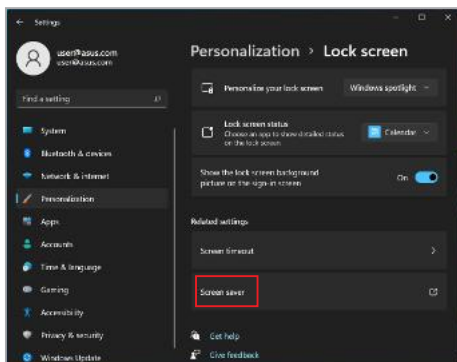 Settings
user@asus.com
user@asus.com
Find a setting
System
Bluetooth & devices
Network & internet
Personalization
Apps
Accounts
Time & language
Gaming
Accessibility
Privacy & security
Windows Update
Personalization > Lock screen
Personalize your lock screen
Windows spotlight
Lock screen status
Choose an app to show detailed status
on the lock screen
Calendar
Show the lock screen background
picture on the sign-in screen
On
Related settings
Screen timeout
Screen saver
Get help
Give feedback